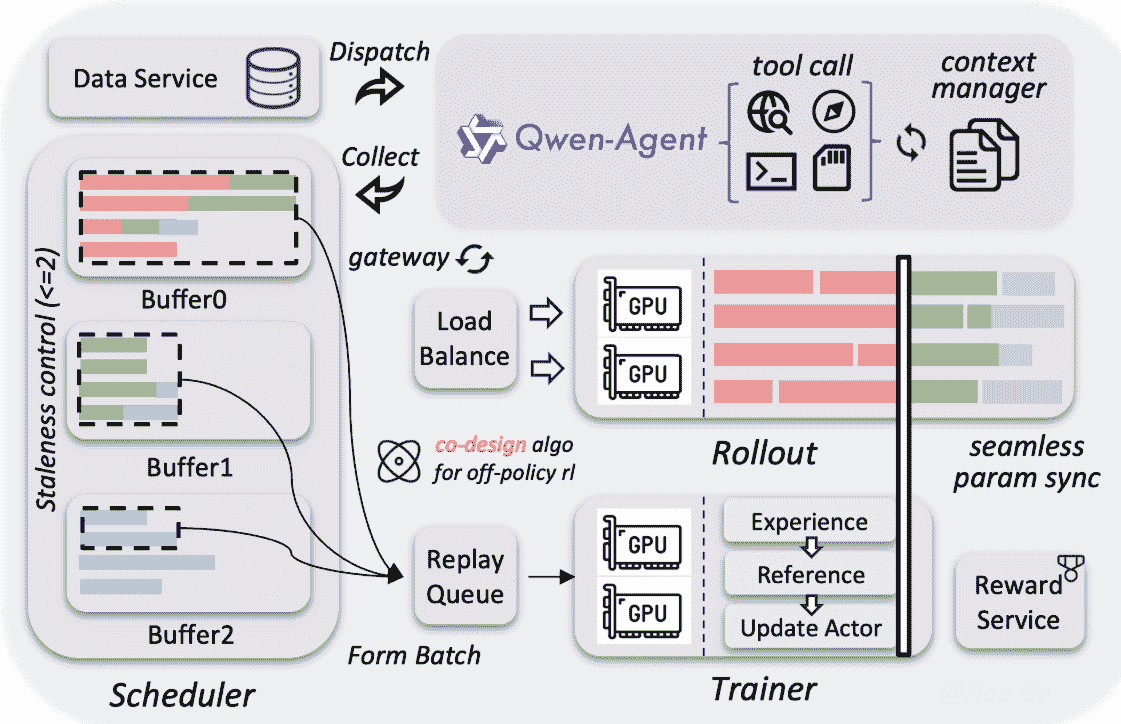 Data Service
Dispatch
tool call
context
manager
Qwen-Agent
Collect
Staleness control (<=2)
Buffer0
gateway
Load
Balance
GPU
GPU
Buffer1
co-design algo
for off-policy rl
Rollout
seamless
param sync
Buffer2
Replay
Queue
GPU
GPU
Experience
Reference
Update Actor
Reward
Service
Form Batch
Scheduler
Trainer